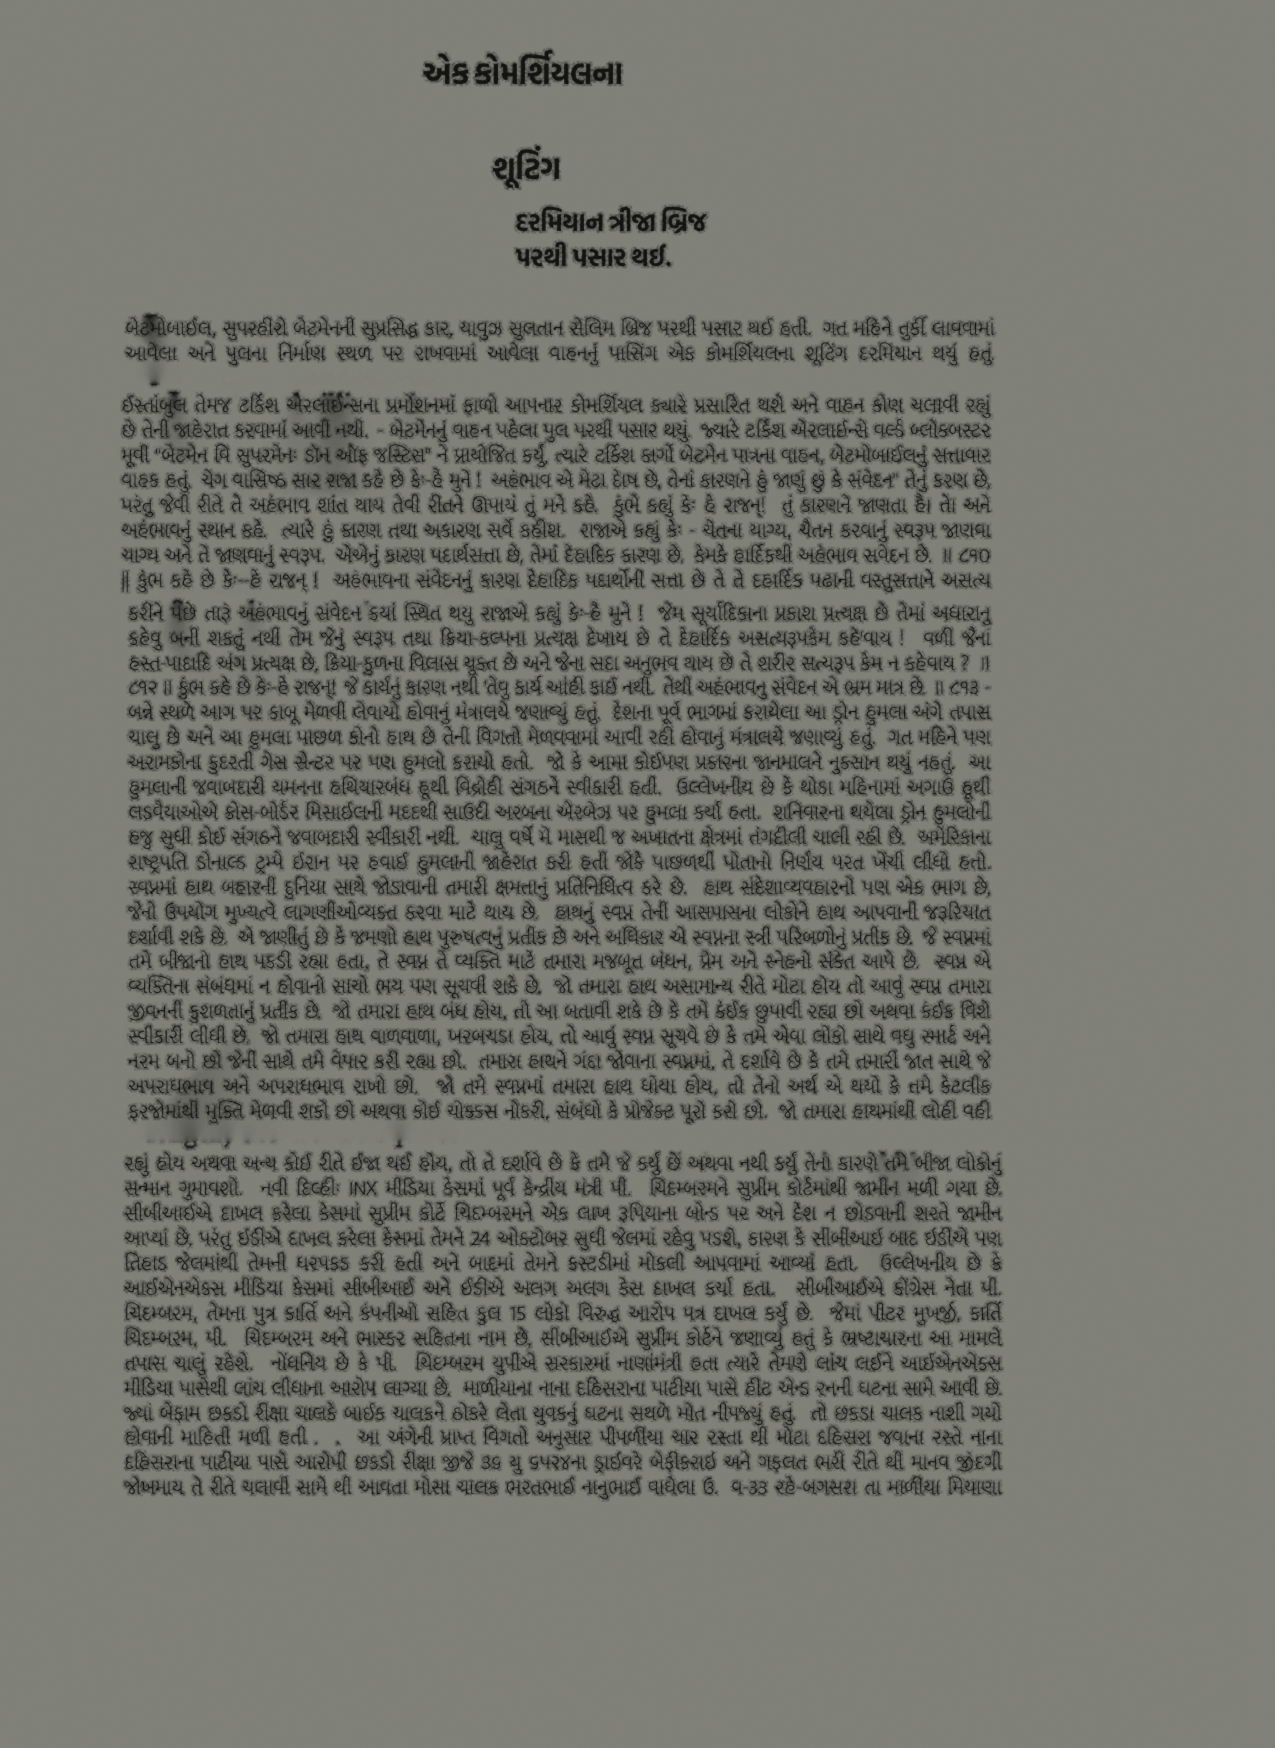 એક કોમર્શિયલના
શૂટિંગ
દરમિયાન ત્રીજા બ્રિજ
પરથી પસાર થઈ.
બેટમોબાઈલ, સુપરહીરો બેટમેનની સુપ્રસિદ્ધ કાર, યાવુઝ સુલતાન સેલિમ બ્રિજ પરથી પસાર થઈ હતી. ગત મહિને તુર્કી લાવવામાં
આવેલા અને પુલના નિર્માણ સ્થળ પર રાખવામાં આવેલા વાહનનું પાસિંગ એક કોમર્શિયલના શૂટિંગ દરમિયાન થયું હતું.
ઈસ્તાંબુલ તેમજ ટર્કિશ એરલાઈન્સના પ્રમોશનમાં ફાળો આપનાર કોમર્શિયલ ક્યારે પ્રસારિત થશે અને વાહન કોણ ચલાવી રહ્યું
છે તેની જાહેરાત કરવામાં આવી નથી. - બેટમેનનું વાહન પહેલા પુલ પરથી પસાર થયું. જ્યારે ટર્કિશ એરલાઈન્સે વર્લ્ડ બ્લોકબસ્ટર
મૂવી "બેટમેન વિ સુપરમેનઃ ડૉન ઑફ જસ્ટિસ" ને પ્રાયોજિત કર્યું, ત્યારે ટર્કિશ કાર્ગો બેટમેન પાત્રના વાહન, બેટમોબાઈલનું સત્તાવાર
વાહક હતું. યેગ વાસિષ્ઠ સાર રાજા કહે છે કેઃ-હે મુને ! અહંભાવ એ મેટા દેષ છે, તેનાં કારણને હું જાણું છું કે સંવેદન" તેનું કરણ છે,
પરંતુ જેવી રીતે તે અહંભાવ શાંત થાય તેવી રીતને ઊપાય તું મને કહે. કુંભે કહ્યું કેઃ હે રાજન્! તું કારણને જાણતા હૈ। તે। અને
અહંભાવનું સ્થાન કહે. ત્યારે હું કારણ તથા અકારણ સર્વે કહીશ. રાજાએ કહ્યું કેઃ - ચેતના યાગ્ય, ચૈતન કરવાનું સ્વરૂપ જાણવા
યાગ્ય અને તે જાણવાનું સ્વરૂપ. એએનું કારણ પદાર્થસત્તા છે, તેમાં દેહાદિક કારણ છે. કેમકે હાર્દિકથી અહંભાવ સવેદન છે. ॥ ૮૧૦
॥ કુંભ કહે છે કેઃ-હે રાજન્ ! અહંભાવના સંવેદનનું કારણ દેહાદિક પદાર્થોની સત્તા છે તે તે દહાર્દિક પઢાની વસ્તુસત્તાને અસત્ય
કરીને પછે તારૂે અહંભાવનું સંવેદન કયાં સ્થિત થયુ રાજાએ કહ્યું કેઃ-હૈ મુને ! જેમ સૂર્યાદિકાના પ્રકાશ પ્રત્યક્ષ છે તેમાં અધારાનુ
કહેવુ બની શકતું નથી તેમ જેનું સ્વરૂપ તથા ક્રિયા-કલ્પના પ્રત્યક્ષ દેખાય છે તે દેહાર્દિક અસત્યરૂપકેમ કહે'વાય ! વળી જેનાં
હસ્ત-પાદાદિ અંગ પ્રત્યક્ષ છે, ક્રિયા-કુળના વિલાસ યુક્ત છે અને જેના સદા અનુભવ થાય છે તે શરીર સત્યરૂપ કેમ ન કહેવાય ? ॥
૮૧૨ ॥ કુંભ કહે છે કેઃ-હે રાજન્! જે કાર્યનું કારણ નથી 'તેવુ કાર્ય આંહી કાઈ નથી. તેથી અહંભાવનુ સંવેદન એ ભ્રમ માત્ર છે. ॥ ૮૧૩ -
બન્ને સ્થળે આગ પર કાબૂ મેળવી લેવાયો હોવાનું મંત્રાલયે જણાવ્યું હતું. દેશના પૂર્વ ભાગમાં કરાયેલા આ ડ્રોન હુમલા અંગે તપાસ
ચાલુ છે અને આ હુમલા પાછળ કોનો હાથ છે તેની વિગતો મેળવવામાં આવી રહી હોવાનું મંત્રાલયે જણાવ્યું હતું. ગત મહિને પણ
અરામકોના કુદરતી ગેસ સેન્ટર પર પણ હુમલો કરાયો હતો. જો કે આમા કોઈપણ પ્રકારના જાનમાલને નુકસાન થયું નહતું. આ
હુમલાની જવાબદારી યમનના હથિયારબંધ હૂથી વિદ્રોહી સંગઠને સ્વીકારી હતી. ઉલ્લેખનીય છે કે થોડા મહિનામાં અગાઉ હૂથી
લડવૈયાઓએ ક્રોસ-બોર્ડર મિસાઈલની મદદથી સાઉદી અરબના એરબેઝ પર હુમલા કર્યા હતા. શનિવારના થયેલા ડ્રોન હુમલોની
હજુ સુધી કોઈ સંગઠને જવાબદારી સ્વીકારી નથી. ચાલુ વર્ષે મે માસથી જ અખાતના ક્ષેત્રમાં તંગદીલી ચાલી રહી છે. અમેરિકાના
રાષ્ટ્રપતિ ડોનાલ્ડ ટ્રમ્પે ઈરાન પર હવાઈ હુમલાની જાહેરાત કરી હતી જોકે પાછળથી પોતાનો નિર્ણય પરત ખેંચી લીધો હતો.
સ્વપ્નમાં હાથ બહારની દુનિયા સાથે જોડાવાની તમારી ક્ષમતાનું પ્રતિનિધિત્વ કરે છે. હાથ સંદેશાવ્યવહારનો પણ એક ભાગ છે,
જેનો ઉપયોગ મુખ્યત્વે લાગણીઓવ્યક્ત કરવા માટે થાય છે. હાથનું સ્વપ્ન તેની આસપાસના લોકોને હાથ આપવાની જરૂરિયાત
દર્શાવી શકે છે. એ જાણીતું છે કે જમણો હાથ પુરુષત્વનું પ્રતીક છે અને અધિકાર એ સ્વપ્નના સ્ત્રી પરિબળોનું પ્રતીક છે. જે સ્વપ્નમાં
તમે બીજાનો હાથ પકડી રહ્યા હતા, તે સ્વપ્ન તે વ્યક્તિ માટે તમારા મજબૂત બંધન, પ્રેમ અને સ્નેહનો સંકેત આપે છે. સ્વપ્ન એ
વ્યક્તિના સંબંધમાં ન હોવાનો સાચો ભય પણ સૂચવી શકે છે. જો તમારા હાથ અસામાન્ય રીતે મોટા હોય તો આવું સ્વપ્ન તમારા
જીવનની કુશળતાનું પ્રતીક છે. જો તમારા હાથ બંધ હોય, તો આ બતાવી શકે છે કે તમે કંઈક છુપાવી રહ્યા છો અથવા કંઈક વિશે
સ્વીકારી લીધી છે. જો તમારા હાથ વાળવાળા, ખરબચડા હોય, તો આવું સ્વપ્ન સૂચવે છે કે તમે એવા લોકો સાથે વધુ સ્માર્ટ અને
નરમ બનો છો જેની સાથે તમે વેપાર કરી રહ્યા છો. તમારા હાથને ગંદા જોવાના સ્વપ્નમાં, તે દર્શાવે છે કે તમે તમારી જાત સાથે જે
અપરાધભાવ અને અપરાધભાવ રાખો છો. જો તમે સ્વપ્નમાં તમારા હાથ ધોયા હોય, તો તેનો અર્થ એ થયો કે તમે કેટલીક
ફરજોમાંથી મુક્તિ મેળવી શકો છો અથવા કોઈ ચોક્કસ નોકરી, સંબંધો કે પ્રોજેક્ટ પૂરો કરો છો. જો તમારા હાથમાંથી લોહી વહી
રહ્યું હોય અથવા અન્ય કોઈ રીતે ઈજા થઈ હોય, તો તે દર્શાવે છે કે તમે જે કર્યું છે અથવા નથી કર્યું તેના કારણે તમે બીજા લોકોનું
સન્માન ગુમાવશો. નવી દિલ્હીઃ INX મીડિયા કેસમાં પૂર્વ કેન્દ્રીય મંત્રી પી. ચિદમ્બરમને સુપ્રીમ કોર્ટમાંથી જામીન મળી ગયા છે.
સીબીઆઈએ દાખલ કરેલા કેસમાં સુપ્રીમ કોર્ટે ચિદમ્બરમને એક લાખ રૂપિયાના બોન્ડ પર અને દેશ ન છોડવાની શરતે જામીન
આપ્યાં છે, પરંતુ ઈડીએ દાખલ કરેલા કેસમાં તેમને 24 ઓક્ટોબર સુધી જેલમાં રહેવુ પડશે, કારણ કે સીબીઆઈ બાદ ઈડીએ પણ
તિહાડ જેલમાંથી તેમની ધરપકડ કરી હતી અને બાદમાં તેમને કસ્ટડીમાં મોકલી આપવામાં આવ્યાં હતા. ઉલ્લેખનીય છે કે
આઈએનએક્સ મીડિયા કેસમાં સીબીઆઈ અને ઈડીએ અલગ અલગ કેસ દાખલ કર્યા હતા. સીબીઆઈએ કોંગ્રેસ નેતા પી.
ચિદમ્બરમ, તેમના પુત્ર કાર્તિ અને કંપનીઓ સહિત કુલ 15 લોકો વિરુદ્ધ આરોપ પત્ર દાખલ કર્યું છે. જેમાં પીટર મુખર્જી, કાર્તિ
ચિદમ્બરમ, પી. ચિદમ્બરમ અને ભાસ્કર સહિતના નામ છે, સીબીઆઈએ સુપ્રીમ કોર્ટને જણાવ્યું હતું કે ભ્રષ્ટાચારના આ મામલે
તપાસ ચાલું રહેશે. નોંધનિય છે કે પી. ચિદમ્બરમ યુપીએ સરકારમાં નાણાંમંત્રી હતા ત્યારે તેમણે લાંચ લઈને આઈએનએક્સ
મીડિયા પાસેથી લાંચ લીધાના આરોપ લાગ્યા છે. માળીયાના નાના દહિસરાના પાટીયા પાસે હીટ એન્ડ રનની ઘટના સામે આવી છે.
જ્યાં બેફામ છકડો રીક્ષા ચાલકે બાઈક ચાલકને ઠોકરે લેતા યુવકનું ઘટના સથળે મોત નીપજ્યું હતું. તો છકડા ચાલક નાશી ગયો
હોવાની માહિતી મળી હતી . . આ અંગેની પ્રાપ્ત વિગતો અનુસાર પીપળીયા ચાર રસ્તા થી મોટા દહિસરા જવાના રસ્તે નાના
દહિસરાના પાટીયા પાસે આરોપી છકડો રીક્ષા જીજે ૩૬ યુ ૬૫૨૪ના ડ્રાઈવરે બેફીકરાઇ અને ગફલત ભરી રીતે થી માનવ જીંદગી
જોખમાય તે રીતે ચલાવી સામે થી આવતા મોસા ચાલક ભરતભાઈ નાનુભાઈ વાઘેલા ઉ. વ-૩૩ રહે-બગસરા તા માળીયા મિયાણા